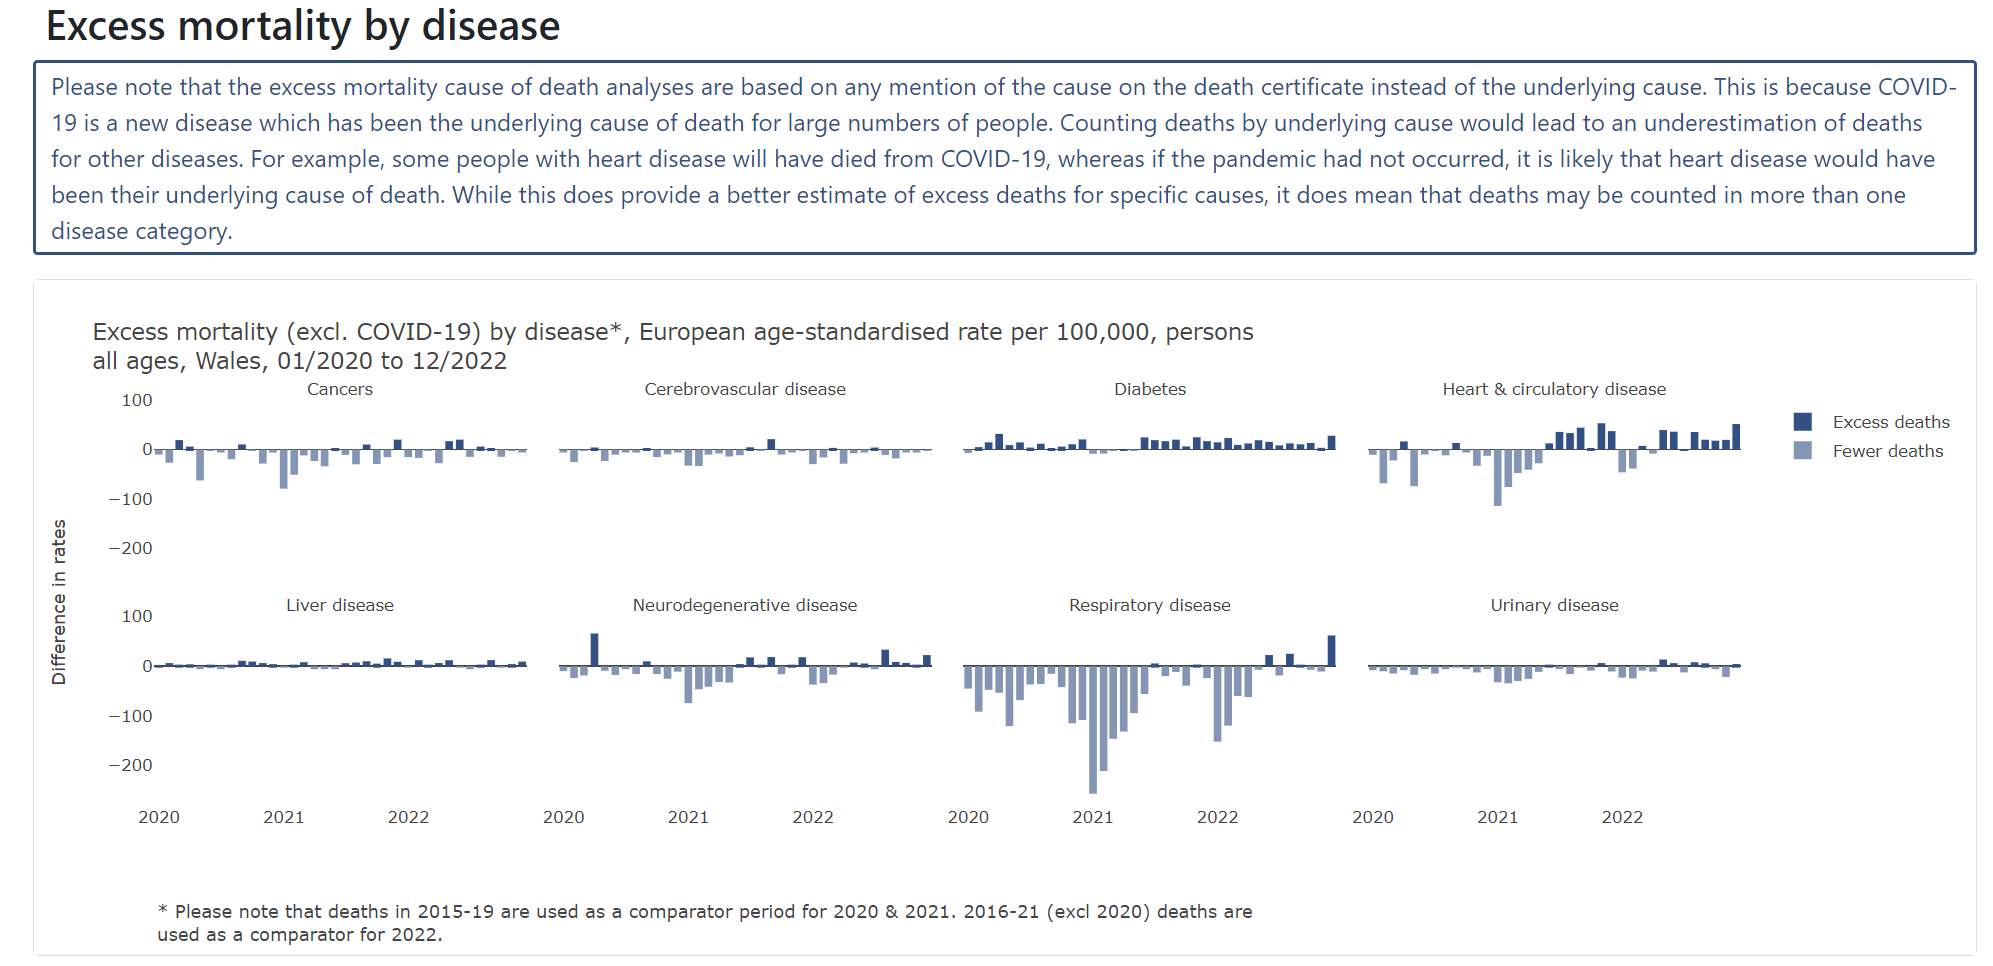 Excess mortality by disease
Please note that the excess mortality cause of death analyses are based on any mention of the cause on the death certificate instead of the underlying cause. This is because COVID-
19 is a new disease which has been the underlying cause of death for large numbers of people. Counting deaths by underlying cause would lead to an underestimation of deaths
for other diseases. For example, some people with heart disease will have died from COVID-19, whereas if the pandemic had not occurred, it is likely that heart disease would have
been their underlying cause of death. While this does provide a better estimate of excess deaths for specific causes, it does mean that deaths may be counted in more than one
disease category.
Excess mortality (excl. COVID-19) by disease*, European age-standardised rate per 100,000, persons
all ages, Wales, 01/2020 to 12/2022
Cancers
Cerebrovascular disease
Diabetes
Heart & circulatory disease
100
0
−100
−200
Excess deaths
Fewer deaths
Difference in rates
Liver disease
Neurodegenerative disease
Respiratory disease
Urinary disease
100
0
−100
−200
2020 2021 2022 2020 2021 2022 2020 2021 2022 2020 2021 2022
* Please note that deaths in 2015-19 are used as a comparator period for 2020 & 2021. 2016-21 (excl 2020) deaths are
used as a comparator for 2022.